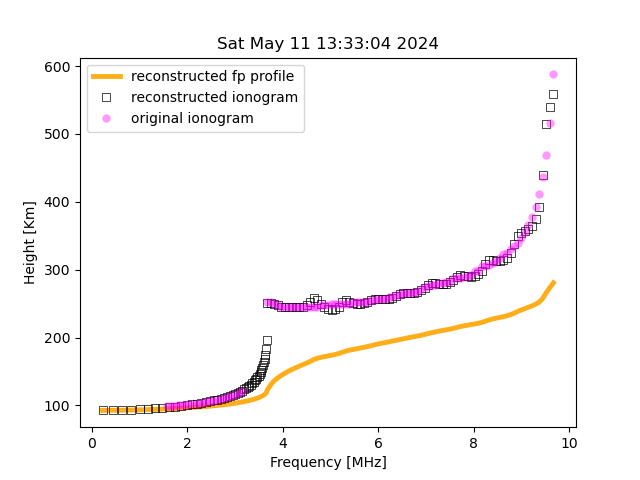 Sat May 11 13:33:04 2024
reconstructed fp profile
reconstructed ionogram
original ionogram
Height [Km]
600
500
400
300
200
100
0 2 4 6 8 10
Frequency [MHz]